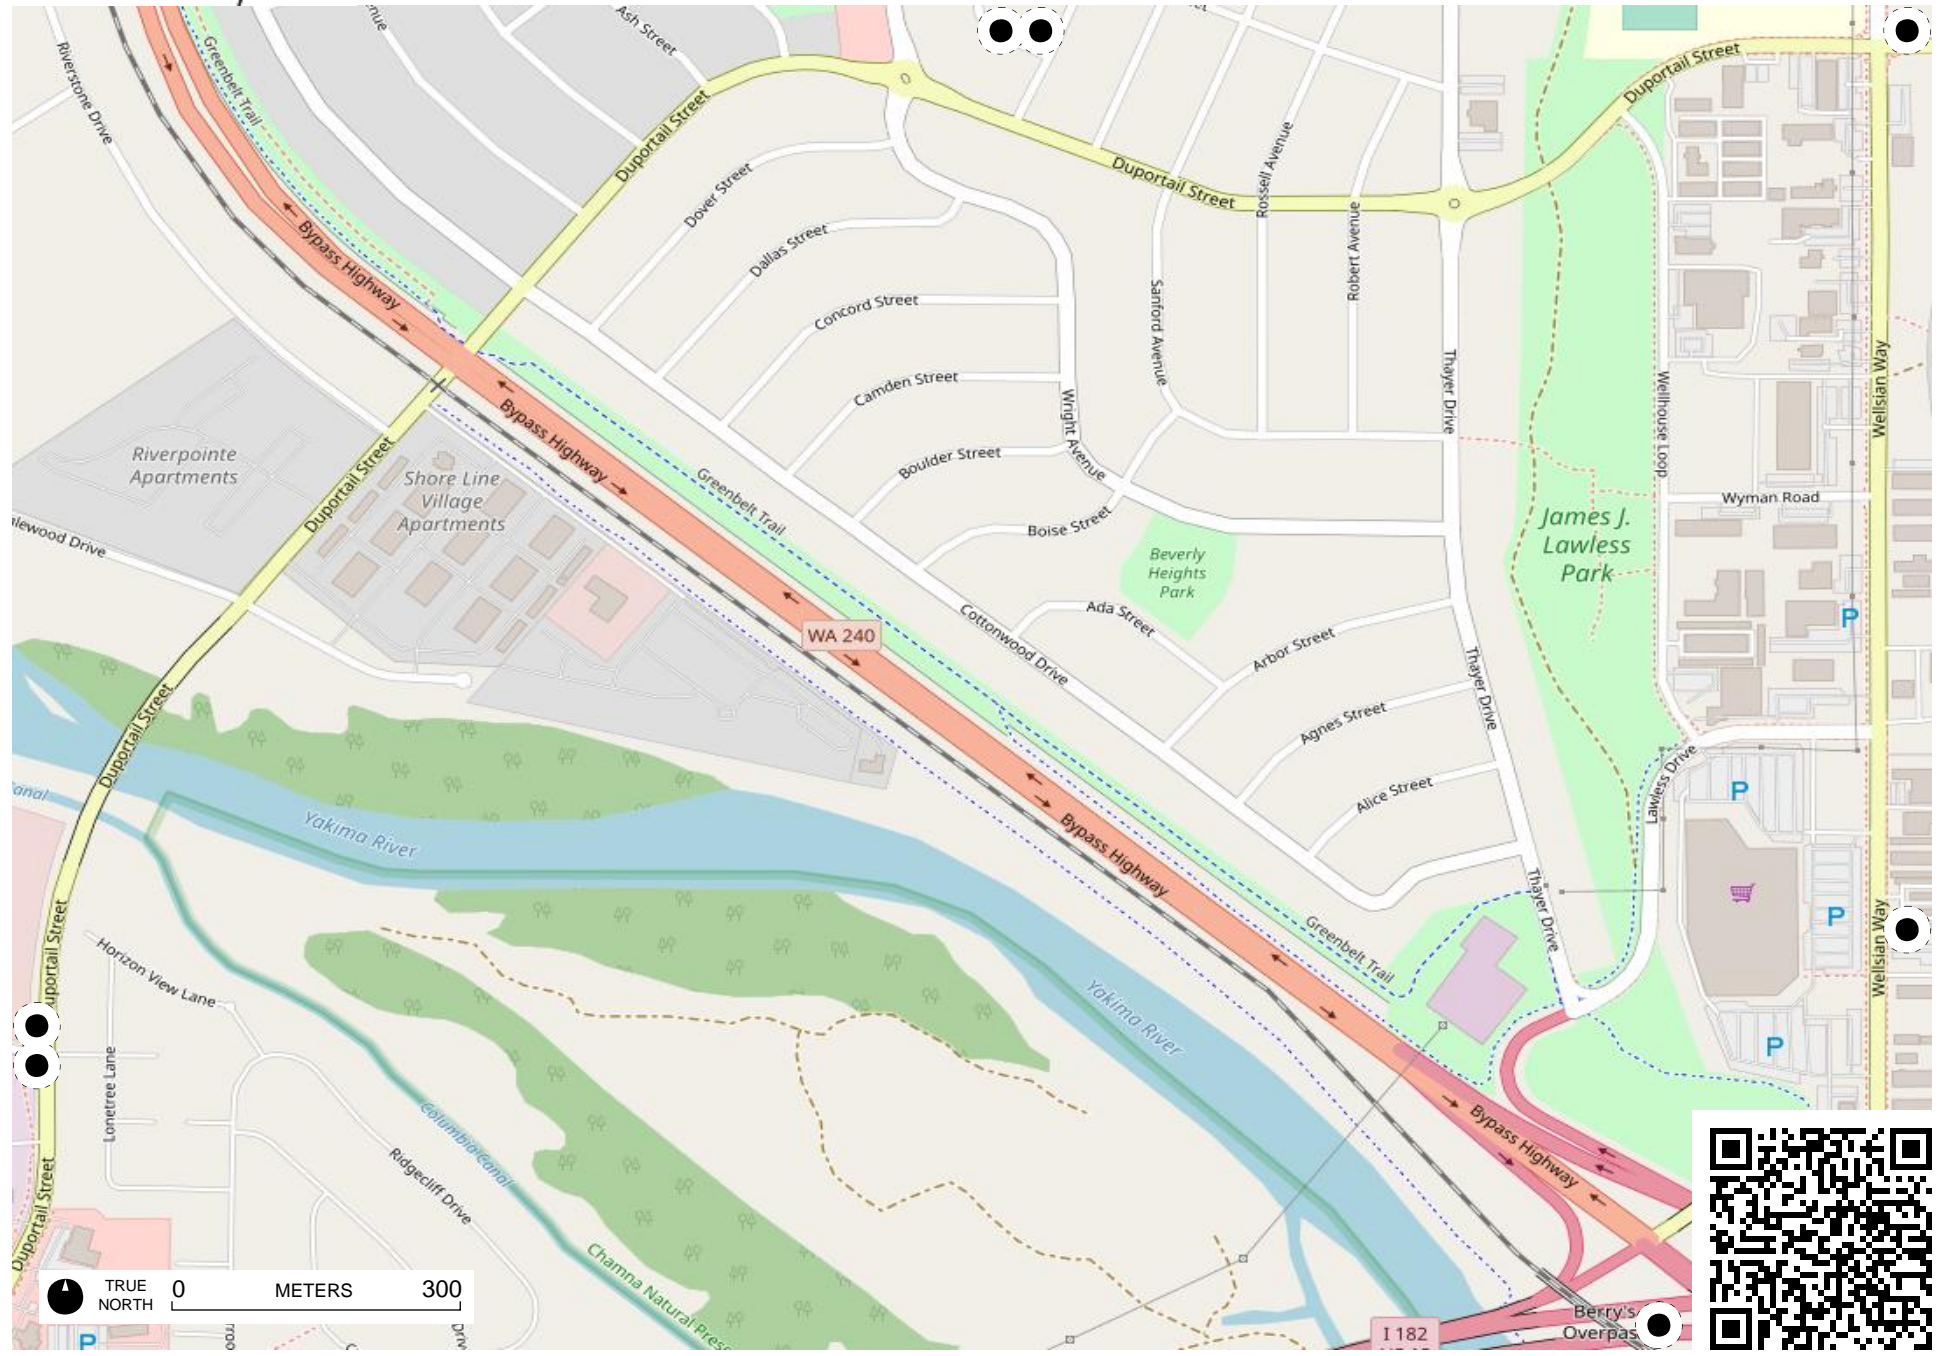 Riverstone Drive
Greenbelt Trail
Ash Street
Duportail Street
Duportail Street
Duportail Street
Dover Street
Dallas Street
Concord Street
Camden Street
Boulder Street
Boise Street
Wright Avenue
Sanford Avenue
Rossell Avenue
Robert Avenue
Thayer Drive
Wellhouse Loop
Wellsian Way
Wyman Road
Bypass Highway
Bypass Highway
Riverpointe
Apartments
Shore Line
Village
Apartments
Duportail Street
Greenbelt Trail
James J.
Lawless
Park
Beverly
Heights
Park
Ada Street
Arbor Street
Agnes Street
Alice Street
Cottonwood Drive
WA 240
Thayer Drive
P
Duportail Street
Yakima River
Bypass Highway
Lawless Drive
P
P
P
Thayer Drive
Greenbelt Trail
Wellsian Way
Horizon View Lane
Lonetree Lane
Yakima River
Columbia Canal
Ridgecliff Drive
Bypass Highway
Duportail Street
Chamna Natural
TRUE
NORTH
0 METERS 300
P
I 182
Berry's